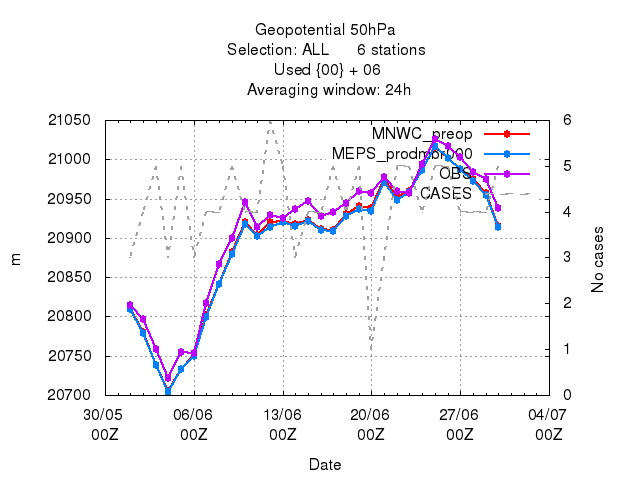 Geopotential 50hPa
Selection: ALL 6 stations
Used {00} + 06
Averaging window: 24h
21050
21000
20950
20900
20850
20800
20750
20700
6
5
4
3
2
1
0
MNWC_preop
OBS
CASES
m
No cases
30/05
00Z
06/06
00Z
13/06
00Z
20/06
00Z
27/06
00Z
04/07
00Z
Date